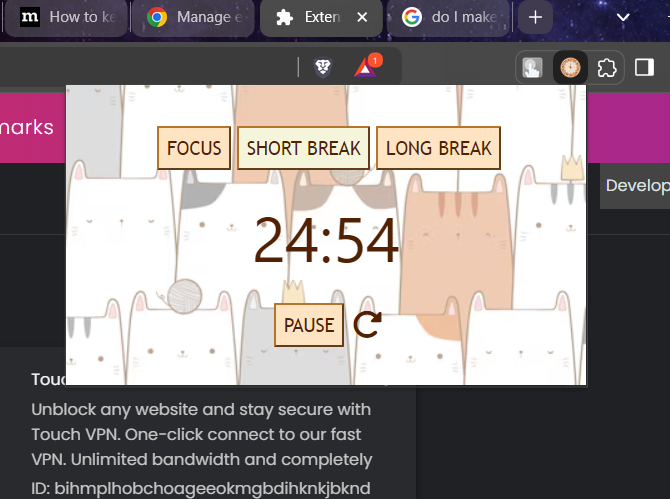 How to ke
Manage e
Exten
do I make
1
marks
FOCUS
SHORT BREAK
LONG BREAK
Develop
24:54
PAUSE
Touc
Unblock any website and stay secure with
Touch VPN. One-click connect to our fast
VPN. Unlimited bandwidth and completely
ID: bihmplhobchoageeokmgbdihknkjbknd